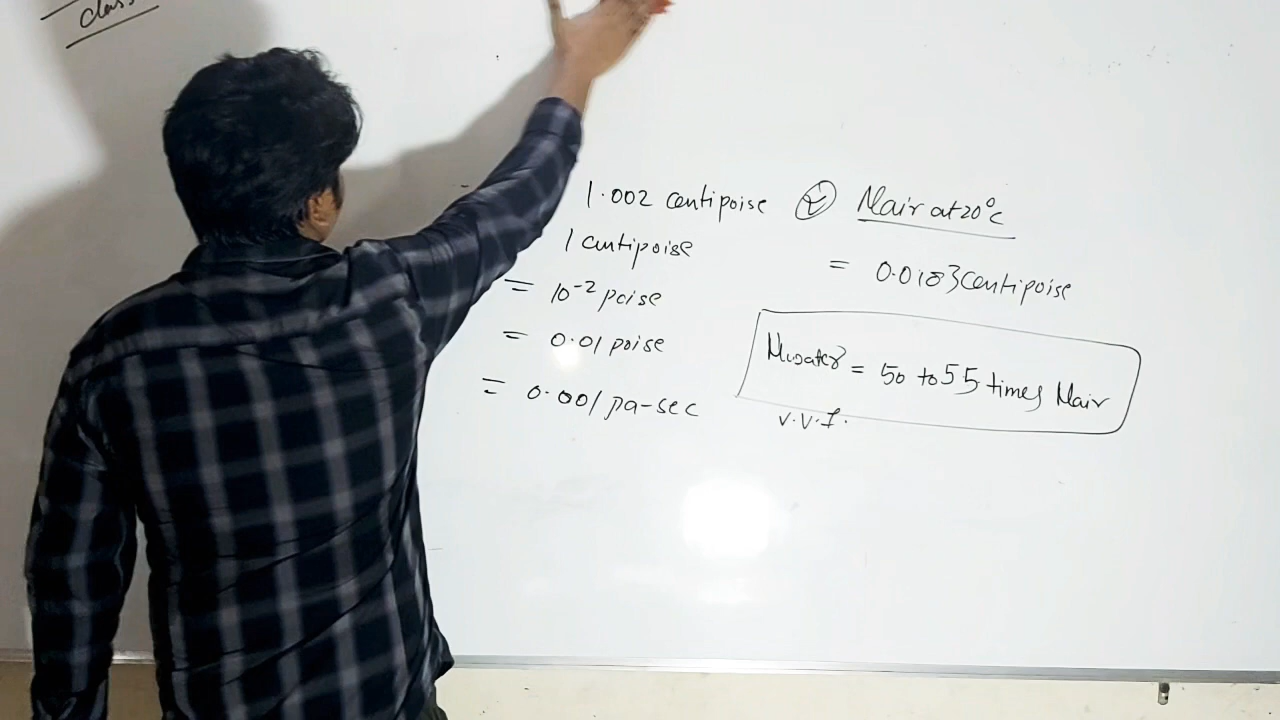 class
1.002 centipoise
1 centipoise
= 10⁻² poise
= 0.01 poise
= 0.001 pa-sec
μair at 20°c
= 0.0183 centipoise
μwater = 50 to 55 times μair
v.v.I.